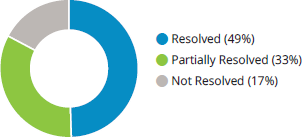 Resolved (49%)
Partially Resolved (33%)
Not Resolved (17%)